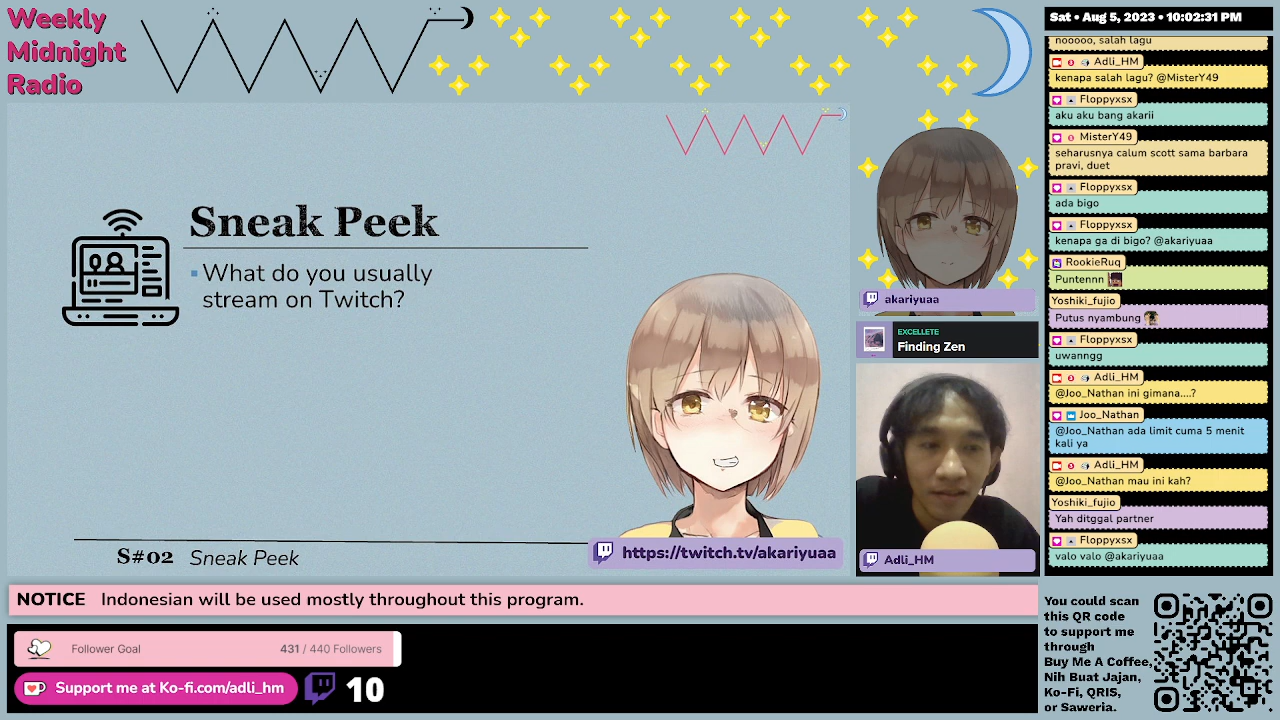 Weekly
Midnight
Radio
Sneak Peek
What do you usually
stream on Twitch?
https://twitch.tv/akariyuaa
S#02 Sneak Peek
akariyuaa
EXCELLETE
Finding Zen
Adli_HM
Sat • Aug 5, 2023 • 10:02:31 PM
nooooo, salah lagu
Adli_HM
kenapa salah lagu? @MisterY49
Floppyxsx
aku aku bang akarii
MisterY49
seharusnya calum scott sama barbara
pravi, duet
Floppyxsx
ada bigo
Floppyxsx
kenapa ga di bigo? @akariyuaa
RookieRuq
Puntennn
Yoshiki_fujio
Putus nyambung
Floppyxsx
uwanngg
Adli_HM
@Joo_Nathan ini gimana....?
Joo_Nathan
@Joo_Nathan ada limit cuma 5 menit
kali ya
Adli_HM
@Joo_Nathan mau ini kah?
Yoshiki_fujio
Yah ditggal partner
Floppyxsx
valo valo @akariyuaa
NOTICE Indonesian will be used mostly throughout this program.
Follower Goal 431 / 440 Followers
Support me at Ko-fi.com/adli_hm
10
You could scan
this QR code
to support me
through
Buy Me A Coffee,
Nih Buat Jajan,
Ko-Fi, QRIS,
or Saweria.